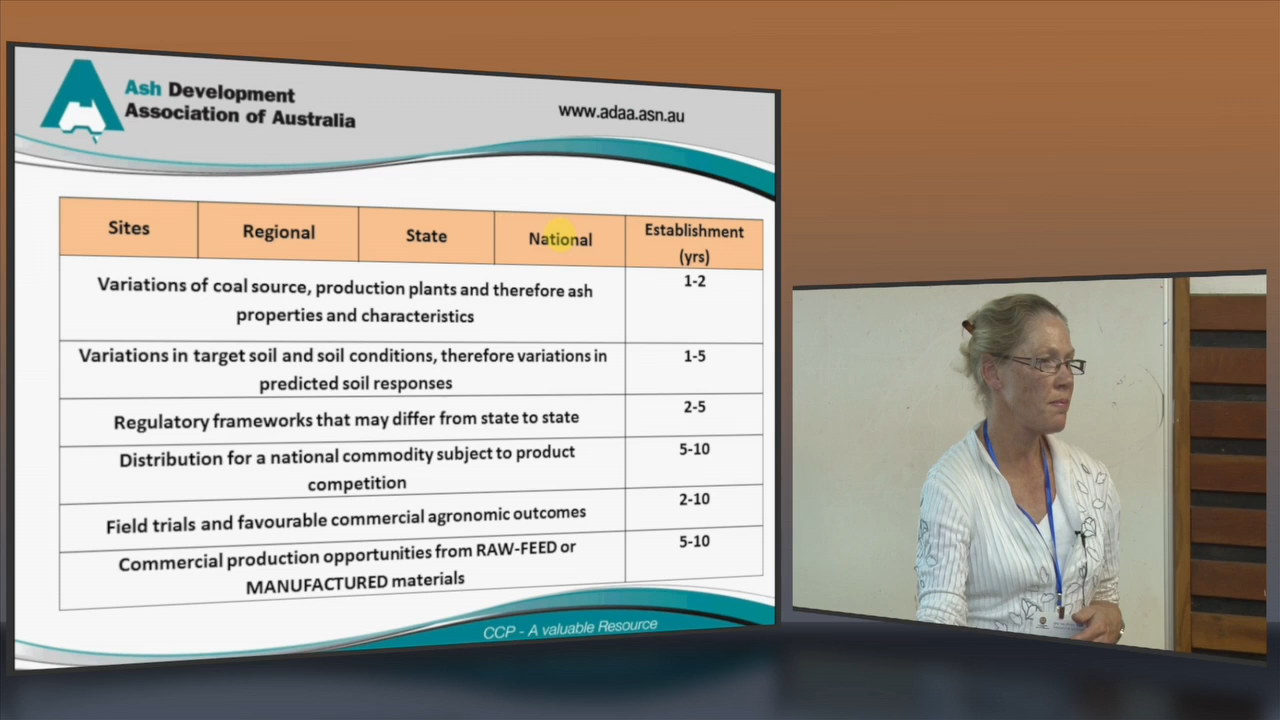 Ash Development
Association of Australia
www.adaa.asn.au
Sites
Regional
State
National
Establishment
(yrs)
Variations of coal source, production plants and therefore ash
properties and characteristics
1-2
Variations in target soil and soil conditions, therefore variations in
predicted soil responses
1-5
Regulatory frameworks that may differ from state to state
2-5
Distribution for a national commodity subject to product
competition
5-10
Field trials and favourable commercial agronomic outcomes
2-10
Commercial production opportunities from RAW-FEED or
MANUFACTURED materials
5-10
CCP - A valuable Resource